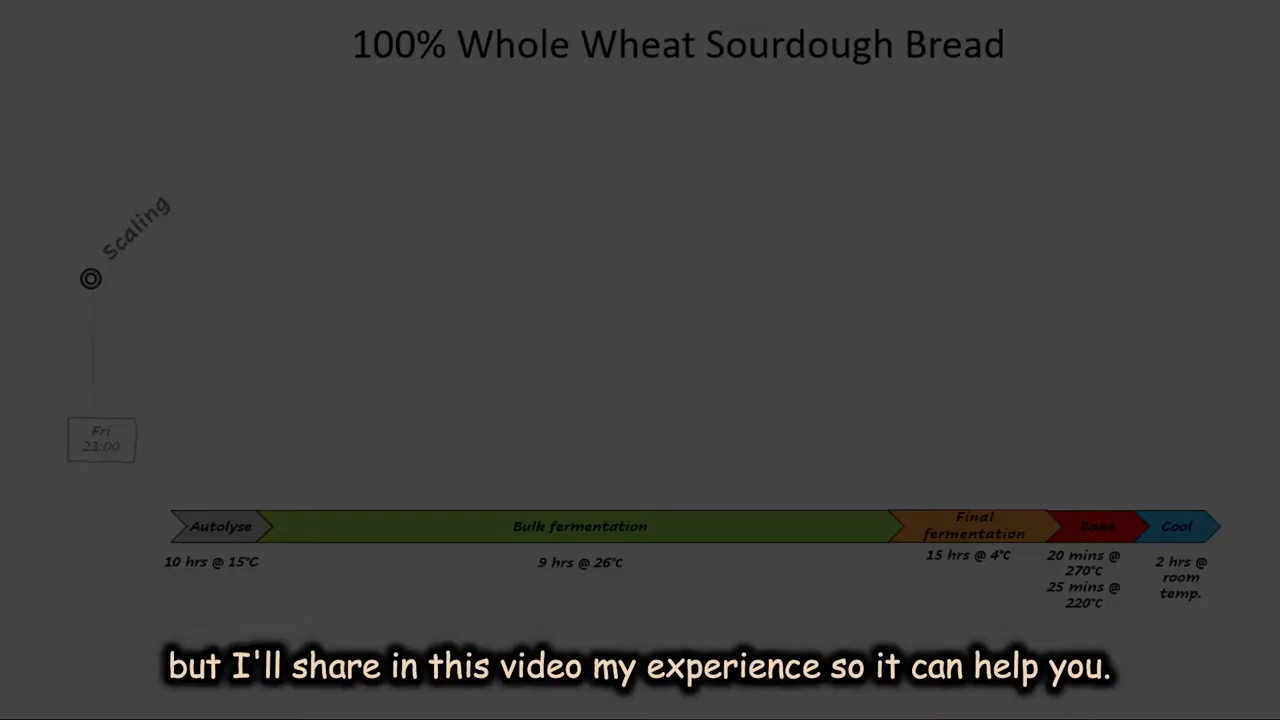 100% Whole Wheat Sourdough Bread
Scaling
Fri
23:00
Autolyse
Bulk fermentation
Final
fermentation
Bake
Cool
10 hrs @ 15°C
9 hrs @ 26°C
15 hrs @ 4°C
20 mins @
270°C
25 mins @
220°C
2 hrs @
room
temp.
but I'll share in this video my experience so it can help you.